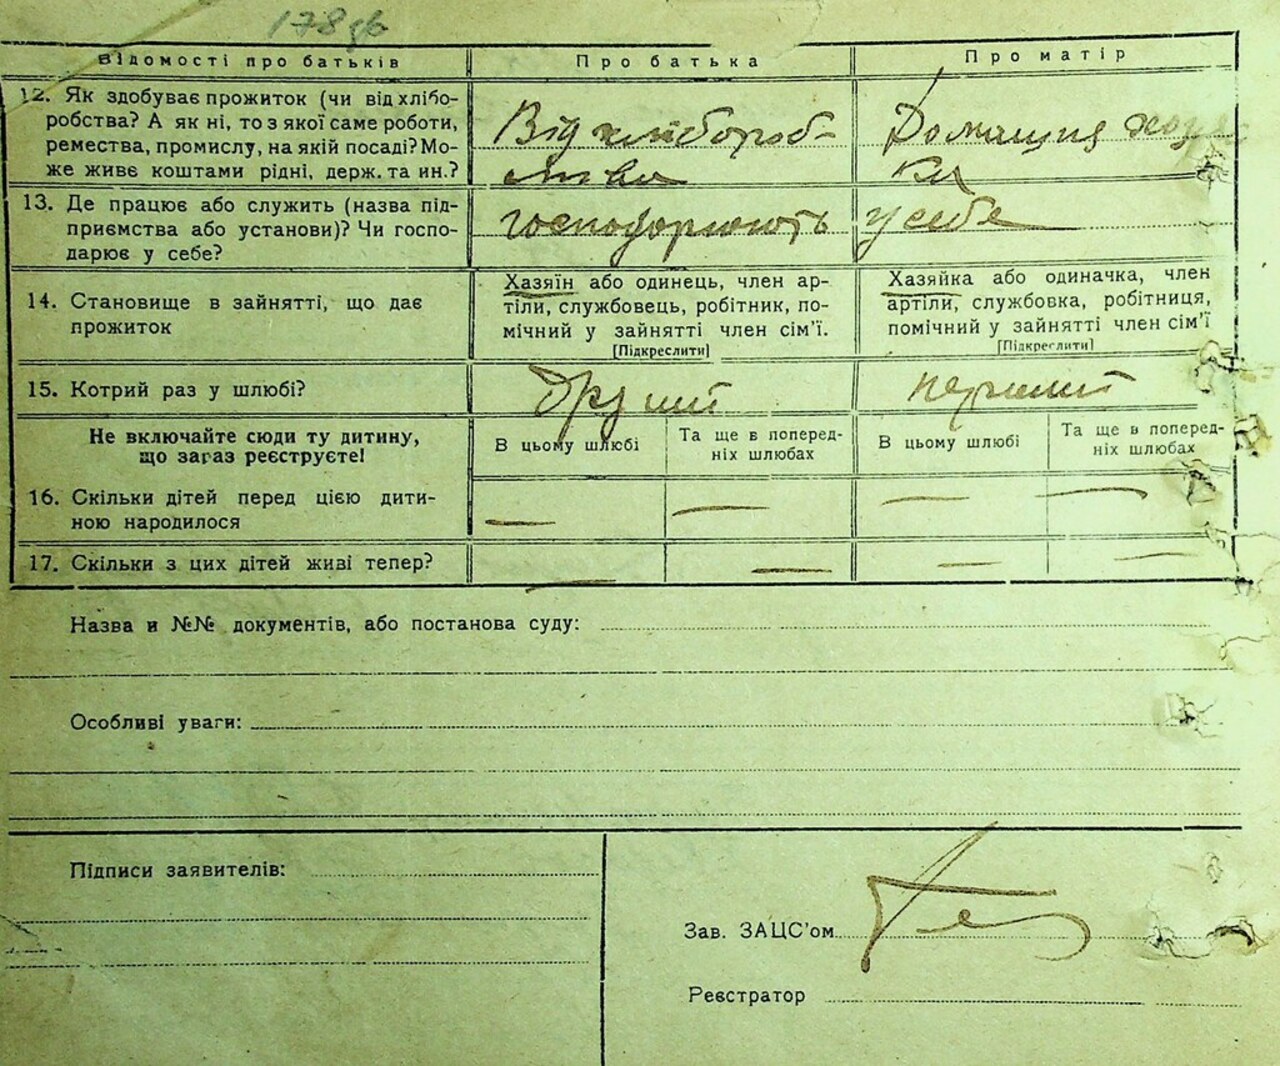 178 зв
Відомості про батьків
Про батька
Про матір
12. Як здобуває прожиток (чи від хлібо-
робства? А як ні, то з якої саме роботи,
ремества, промислу, на якій посаді? Мо-
же живе коштами рідні, держ. та ин.?
Від хлібороб-
ства
Домашня хозя
ка
13. Де працює або служить (назва під-
приємства або установи)? Чи госпо-
дарює у себе?
господорюють
у себе
14. Становище в зайнятті, що дає
прожиток
Хазяїн або одинець, член ар-
тіли, службовець, робітник, по-
мічний у зайнятті член сім'ї.
[Підкреслити]
Хазяйка або одиначка, член
артіли, службовка, робітниця,
помічний у зайнятті член сім'ї
[Підкреслити]
15. Котрий раз у шлюбі?
другий
перший
Не включайте сюди ту дитину,
що зараз реєструєте!
В цьому шлюбі
Та ще в поперед-
ніх шлюбах
В цьому шлюбі
Та ще в поперед-
ніх шлюбах
16. Скільки дітей перед цією дити-
ною народилося
— — — —
17. Скільки з цих дітей живі тепер?
— — — —
Назва и №№ документів, або постанова суду:
Особливі уваги:
Підписи заявителів:
Зав. ЗАЦС'ом
Реєстратор